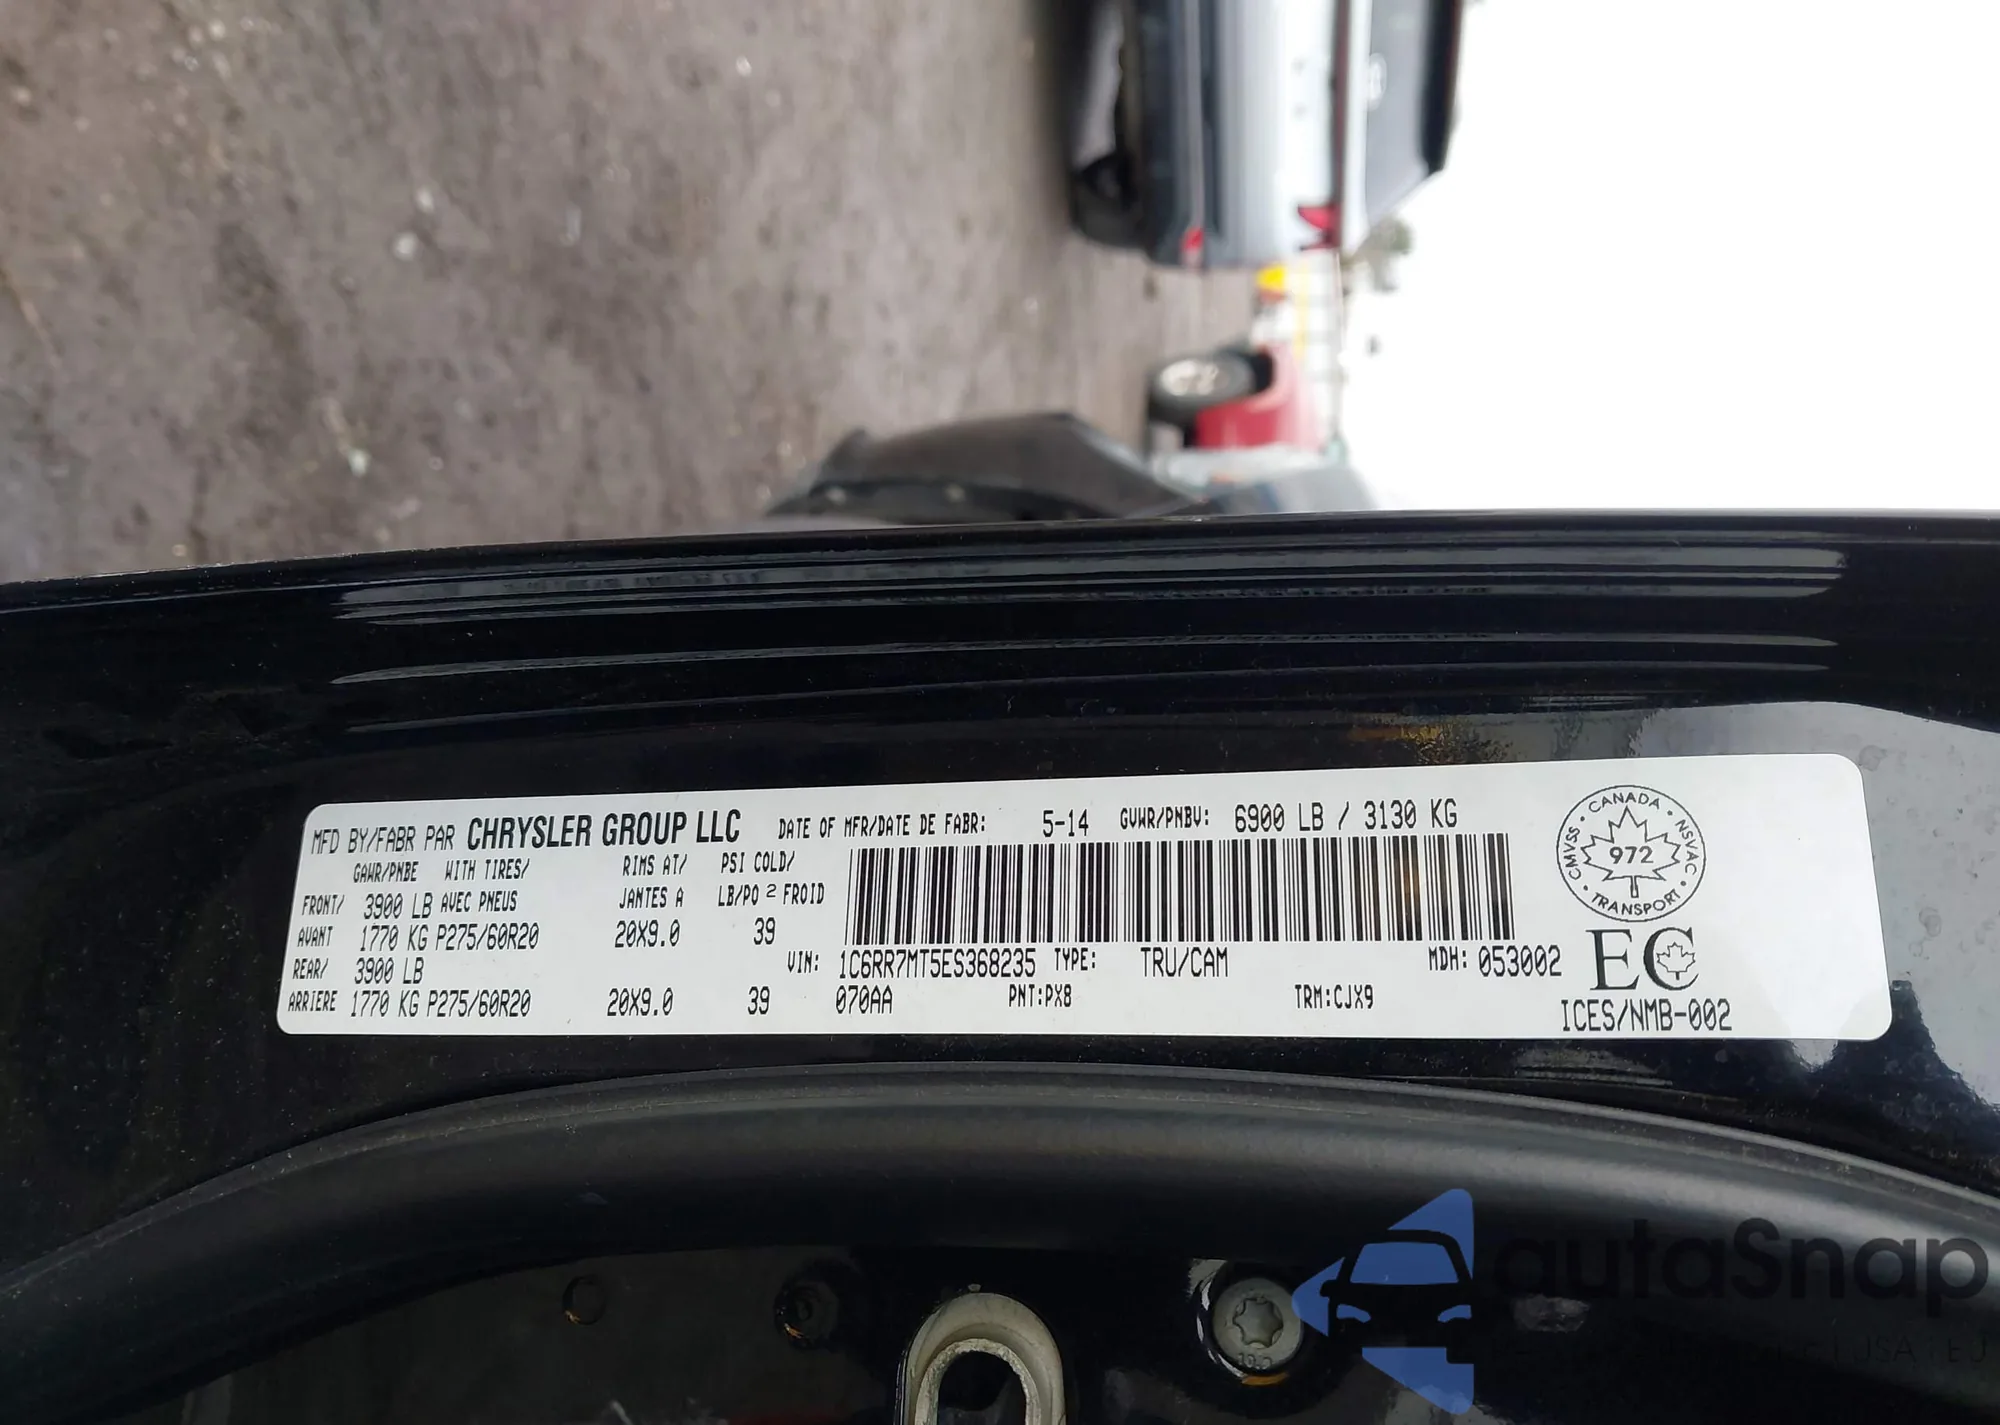 MFD BY/FABR PAR CHRYSLER GROUP LLC DATE OF MFR/DATE DE FABR: 5-14 GVWR/PNBV: 6900 LB / 3130 KG
GAWR/PNBE WITH TIRES/ RIMS AT/ PSI COLD/
FRONT/ 3900 LB AVEC PNEUS JANTES A LB/PO 2 FROID
AVANT 1770 KG P275/60R20 20X9.0 39
REAR/ 3900 LB
ARRIERE 1770 KG P275/60R20 20X9.0 39
VIN: 1C6RR7MT5ES368235 TYPE: TRU/CAM MDH: 053002
070AA PNT:PX8 TRM:CJX9
CANADA
CMVSS
NSVAC
972
TRANSPORT
EC
ICES/NMB-002
autaSnap